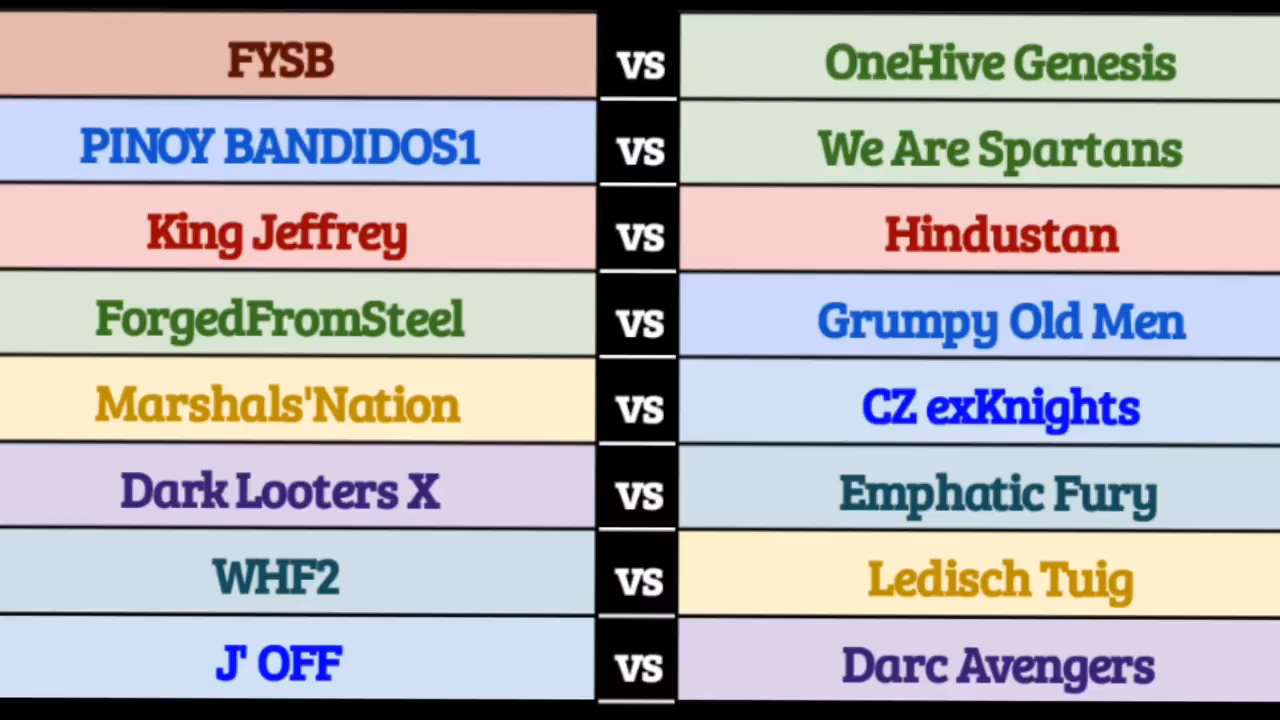 FYSB vs OneHive Genesis
PINOY BANDIDOS1 vs We Are Spartans
King Jeffrey vs Hindustan
ForgedFromSteel vs Grumpy Old Men
Marshals'Nation vs CZ exKnights
Dark Looters X vs Emphatic Fury
WHF2 vs Ledisch Tuig
J' OFF vs Darc Avengers